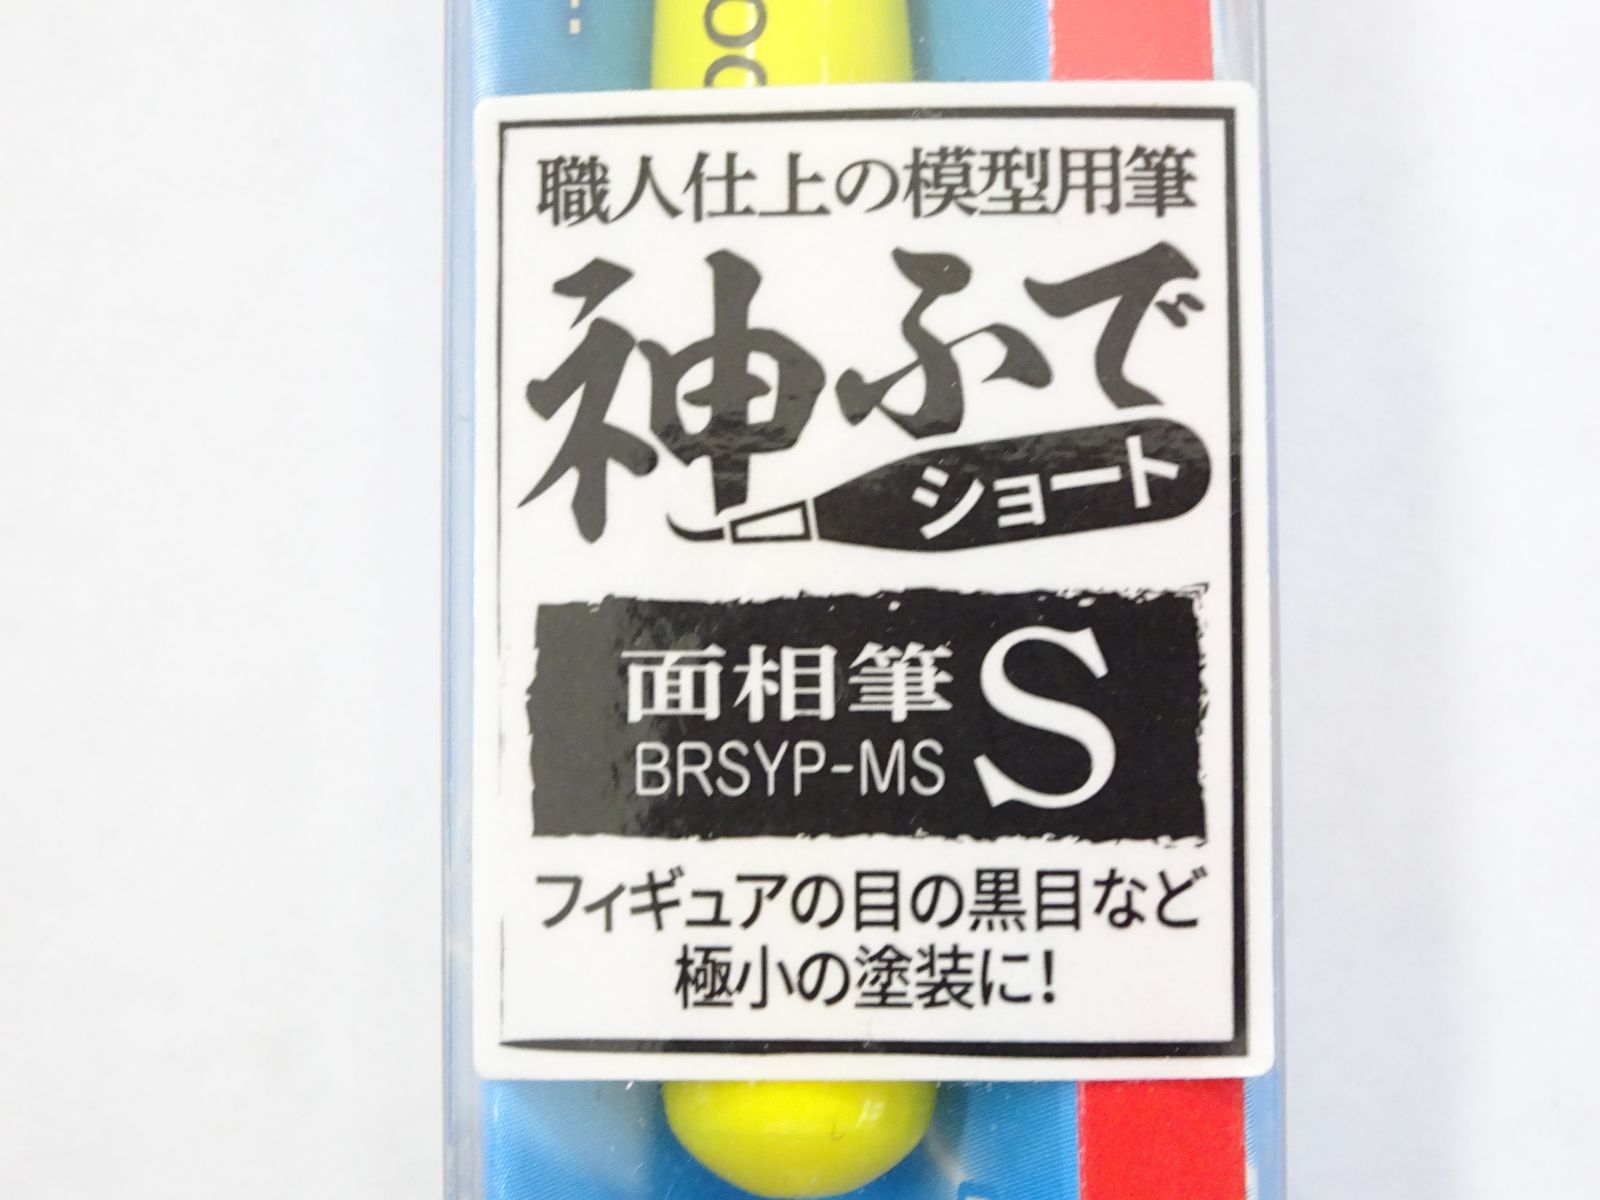 職人仕上の模型用筆
神ふで
ショート
面相筆 S
BRSYP-MS
フィギュアの目の黒目など
極小の塗装に!